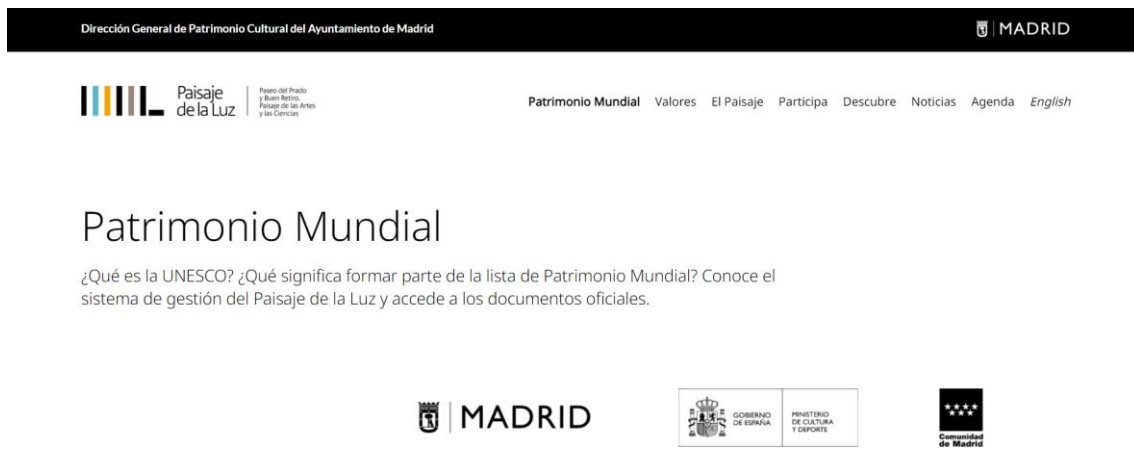 Dirección General de Patrimonio Cultural del Ayuntamiento de Madrid
MADRID
Paisaje
de la Luz
Paseo del Prado
y Buen Retiro.
Paisaje de las Artes
y las Ciencias
Patrimonio Mundial Valores El Paisaje Participa Descubre Noticias Agenda English
Patrimonio Mundial
¿Qué es la UNESCO? ¿Qué significa formar parte de la lista de Patrimonio Mundial? Conoce el
sistema de gestión del Paisaje de la Luz y accede a los documentos oficiales.
MADRID
GOBIERNO
DE ESPAÑA
MINISTERIO
DE CULTURA
Y DEPORTE
Comunidad
de Madrid